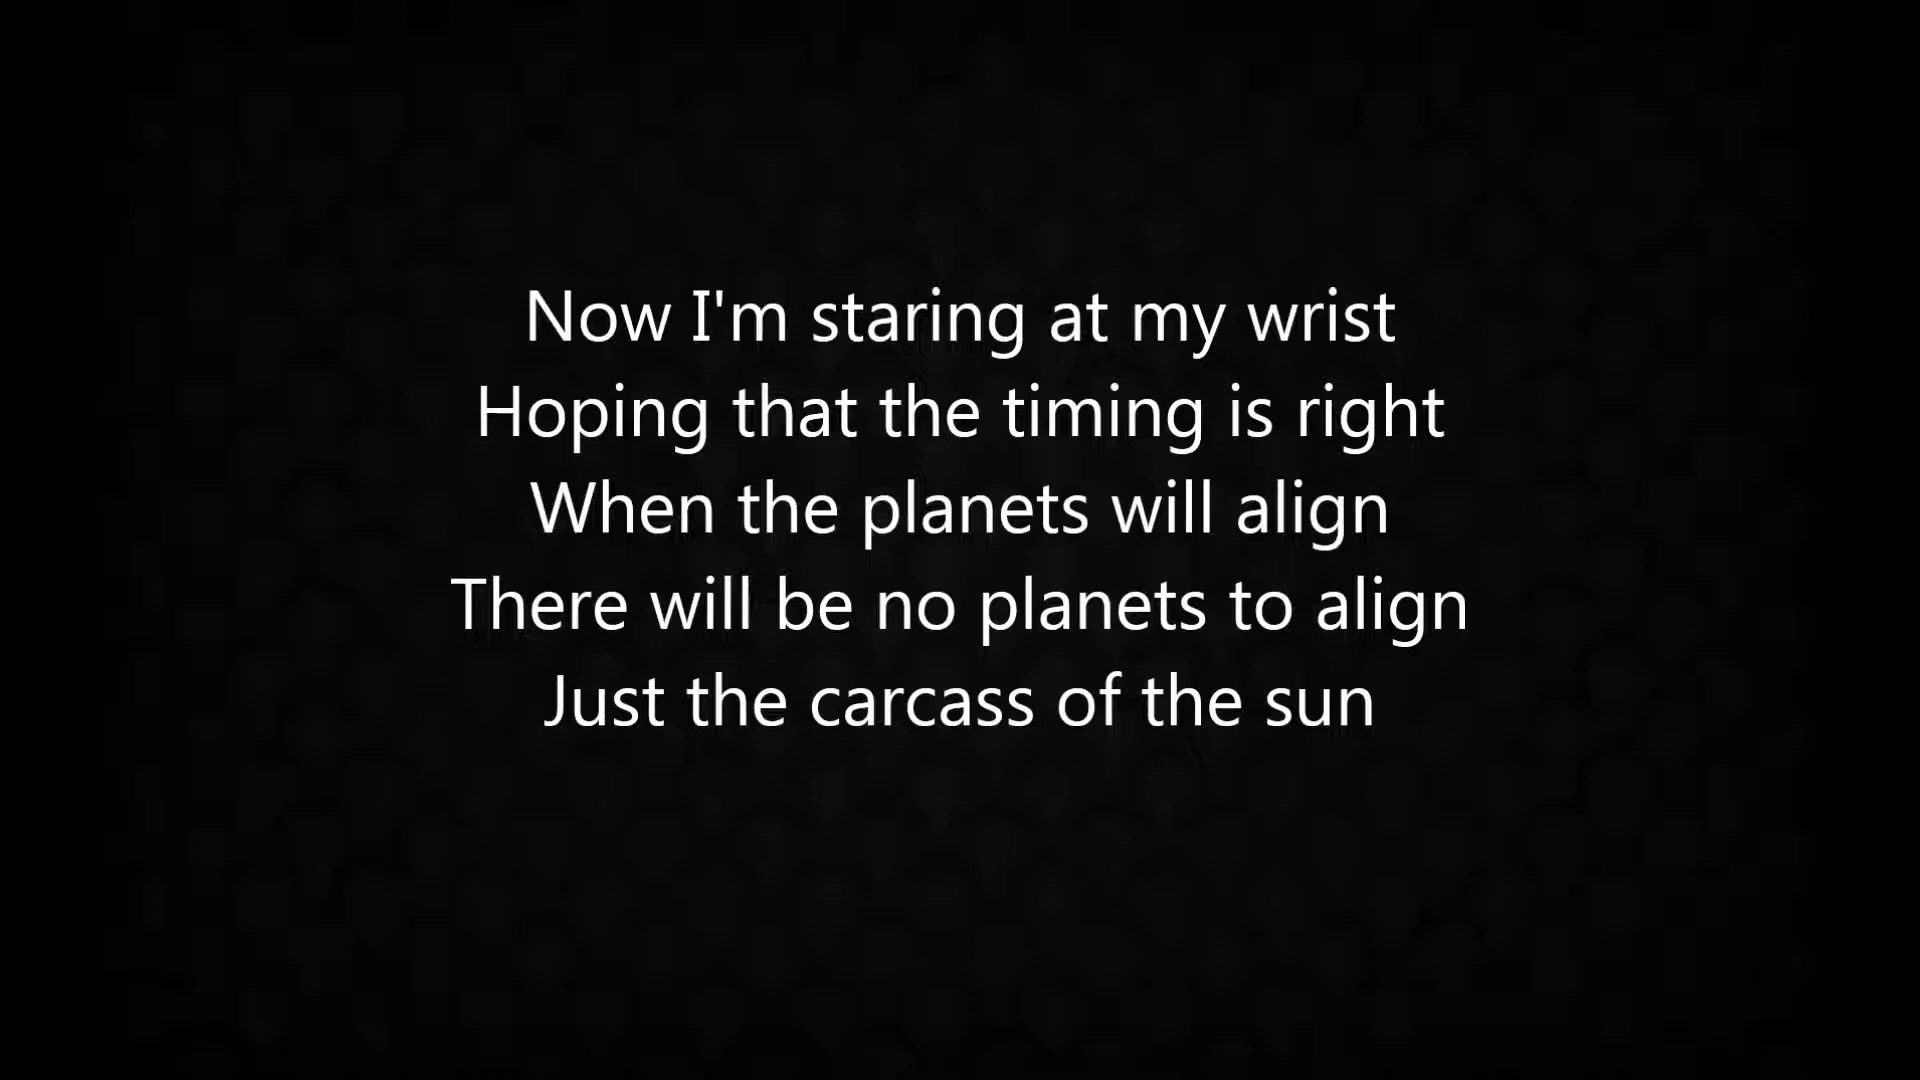 Now I'm staring at my wrist
Hoping that the timing is right
When the planets will align
There will be no planets to align
Just the carcass of the sun